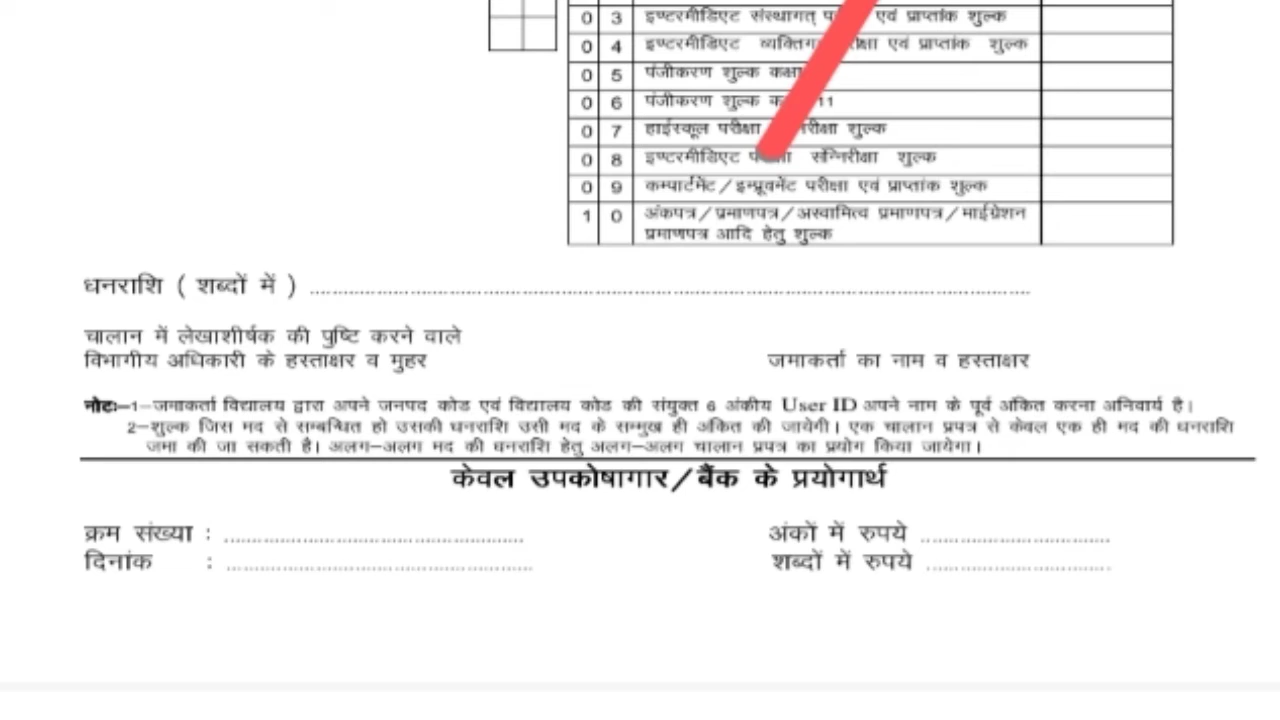 0 3 इण्टरमीडिएट संस्थागत् एवं प्राप्तांक शुल्क
0 4 इण्टरमीडिएट एवं प्राप्तांक शुल्क
0 5 पंजीकरण शुल्क
0 6 पंजीकरण शुल्क 11
0 7 हाईस्कूल परीक्षा शुल्क
0 8 इण्टरमीडिएट सन्निरीक्षा शुल्क
0 9 कम्पार्टमेंट/इम्प्रूवमेंट परीक्षा एवं प्राप्तांक शुल्क
1 0 अंकपत्र/प्रमाणपत्र/अस्वामित्व प्रमाणपत्र/माईग्रेशन
प्रमाणपत्र आदि हेतु शुल्क
धनराशि ( शब्दों में ) ........................................
चालान में लेखाशीर्षक की पुष्टि करने वाले
विभागीय अधिकारी के हस्ताक्षर व मुहर
जमाकर्ता का नाम व हस्ताक्षर
नोटः—1—जमाकर्ता विद्यालय द्वारा अपने जनपद कोड एवं विद्यालय कोड की संयुक्त 6 अंकीय User ID अपने नाम के पूर्व अंकित करना अनिवार्य है।
2—शुल्क जिस मद से सम्बन्धित हो उसकी धनराशि उसी मद के सम्मुख ही अंकित की जायेगी। एक चालान प्रपत्र से केवल एक ही मद की धनराशि
जमा की जा सकती है। अलग—अलग मद की धनराशि हेतु अलग—अलग चालान प्रपत्र का प्रयोग किया जायेगा।
केवल उपकोषागार/बैंक के प्रयोगार्थ
क्रम संख्या : ........................................ अंकों में रुपये ........................................
दिनांक : ........................................ शब्दों में रुपये ........................................